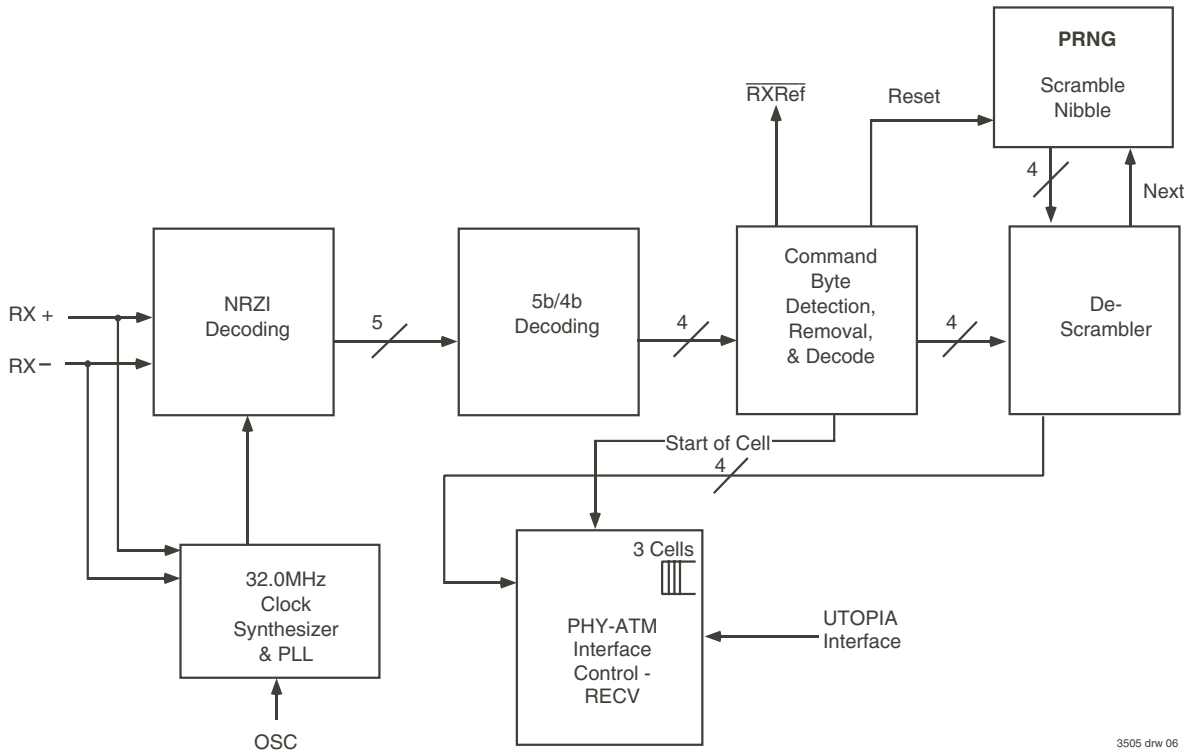 PRNG
Scramble
Nibble
RXRef
Reset
4
Next
NRZI
Decoding
5b/4b
Decoding
Command
Byte
Detection,
Removal,
& Decode
De-
Scrambler
RX +
RX −
5
4
4
Start of Cell
4
3 Cells
32.0MHz
Clock
Synthesizer
& PLL
PHY-ATM
Interface
Control -
RECV
UTOPIA
Interface
OSC
3505 drw 06